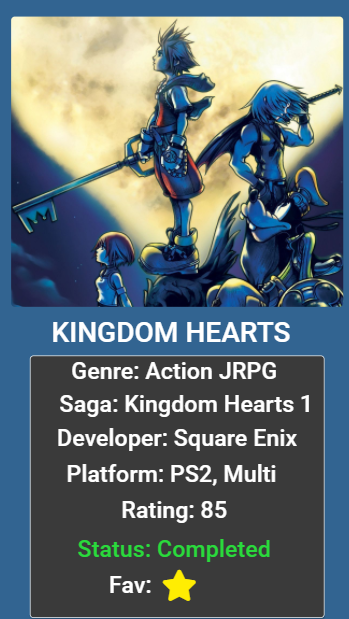 KINGDOM HEARTS
Genre: Action JRPG
Saga: Kingdom Hearts 1
Developer: Square Enix
Platform: PS2, Multi
Rating: 85
Status: Completed
Fav: